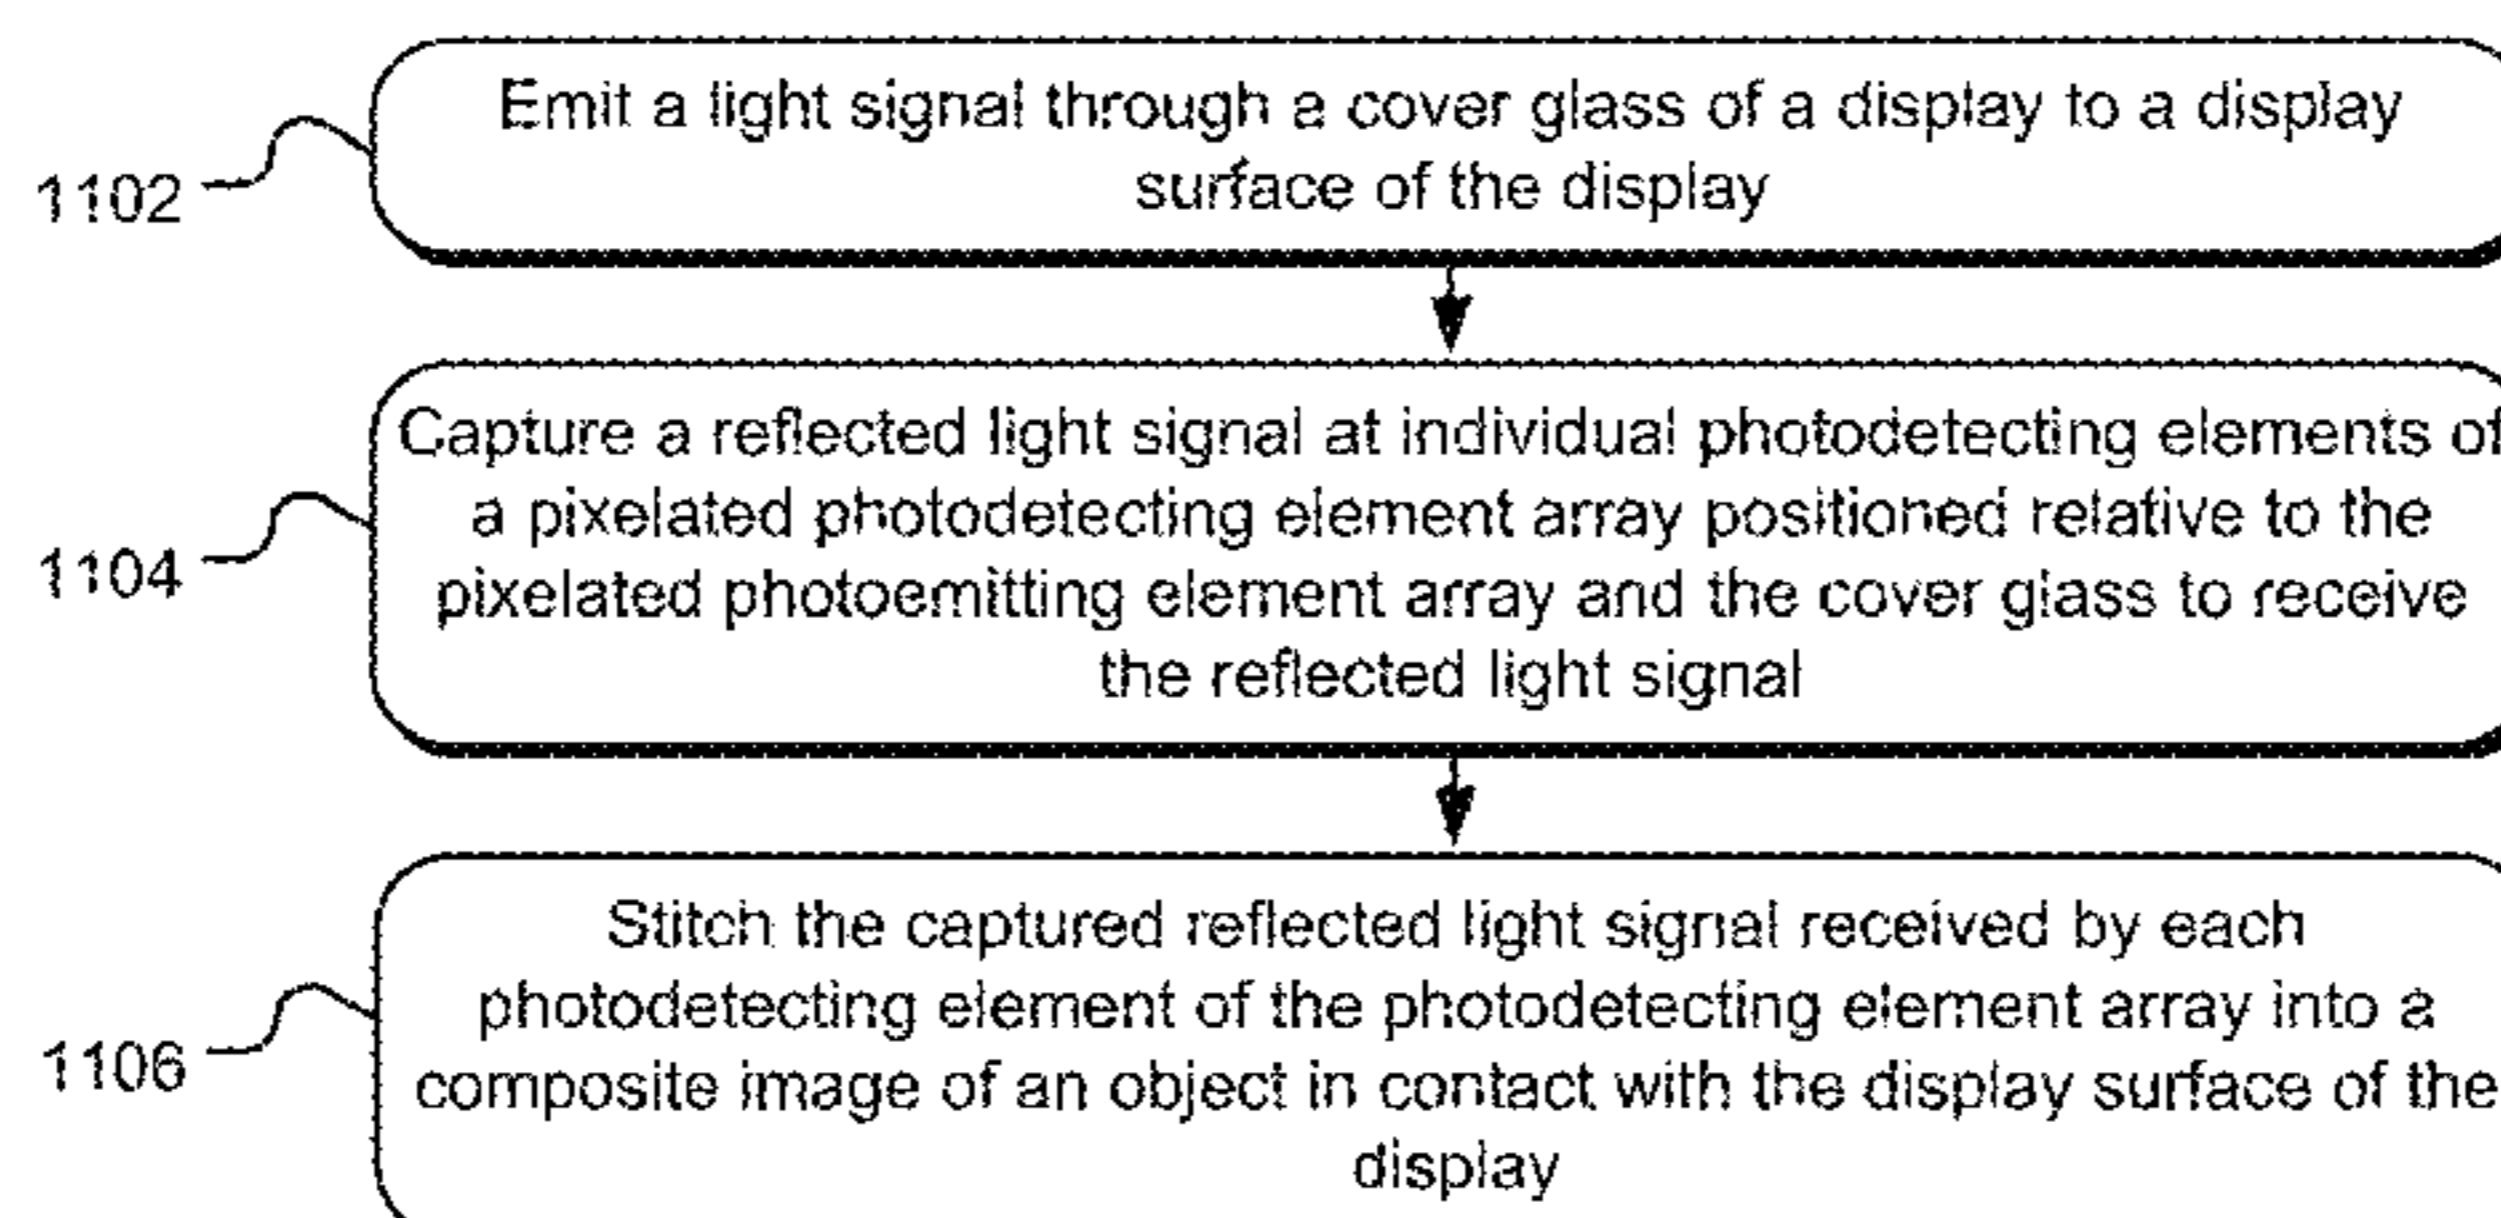 Emit a light signal through a cover glass of a display to a display
surface of the display
1102
Capture a reflected light signal at individual photodetecting elements of
a pixelated photodetecting element array positioned relative to the
pixelated photoemitting element array and the cover glass to receive
the reflected light signal
1104
Stitch the captured reflected light signal received by each
photodetecting element of the photodetecting element array into a
composite image of an object in contact with the display surface of the
display
1106